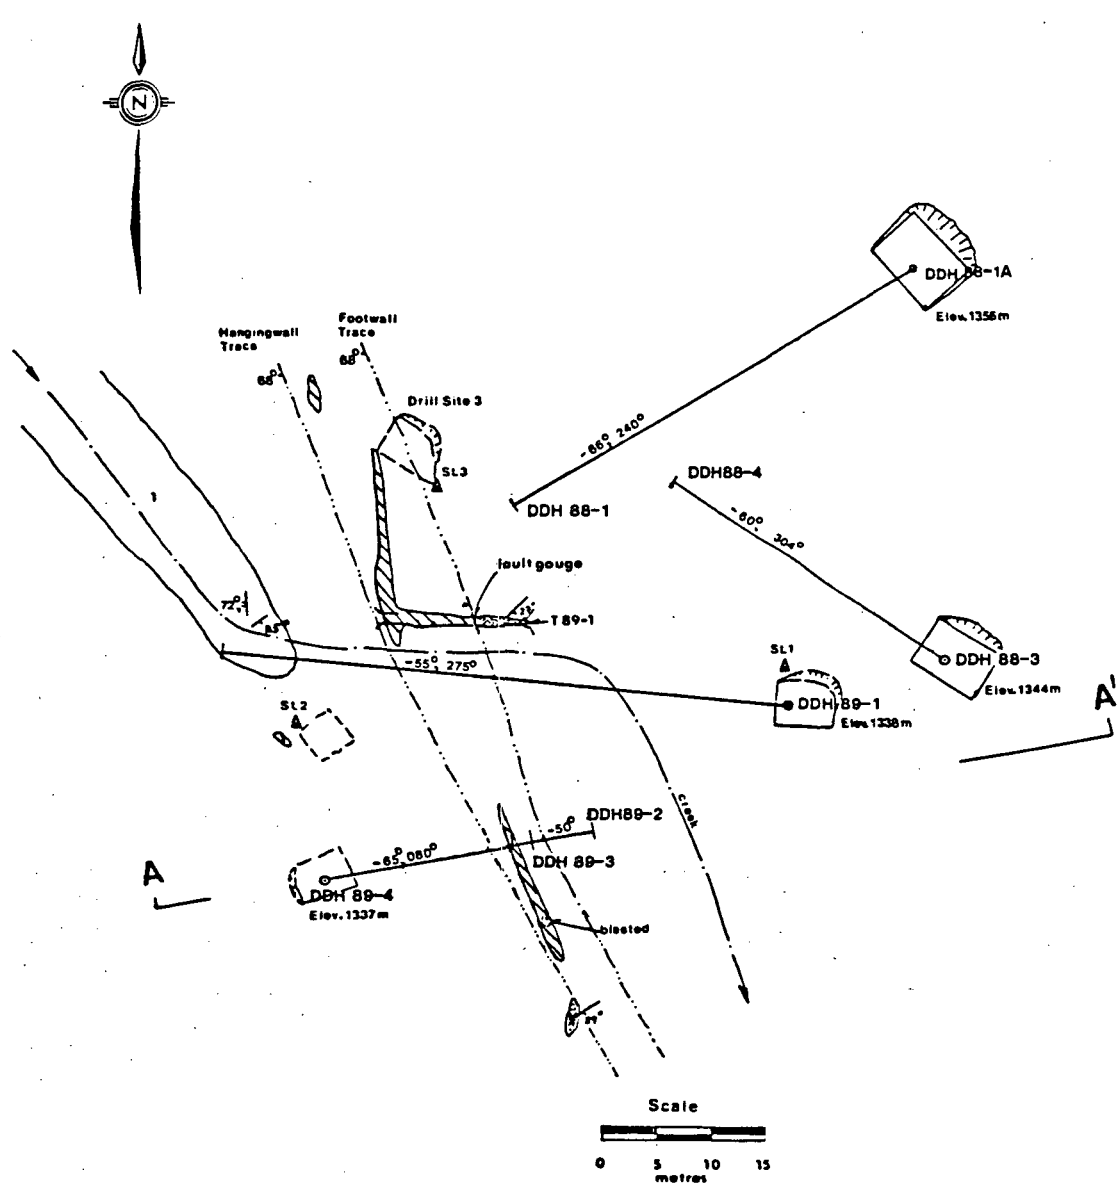 N
DDH 88-1A
Elev. 1356m
Footwall
Trace
Hangingwall
Trace
68°
68°
Drill Site 3
-66°, 240°
SL3
DDH88-4
DDH 88-1
-60° 304°
1
fault gouge
72°
T 89-1
SL1
DDH 88-3
Elev. 1344m
-55°, 275°
A'
DDH 89-1
Elev. 1338m
SL2
creek
DDH89-2
-50°
-65°, 080°
A
DDH 89-3
DDH 89-4
Elev. 1337m
blasted
Scale
0 5 10 15
metres